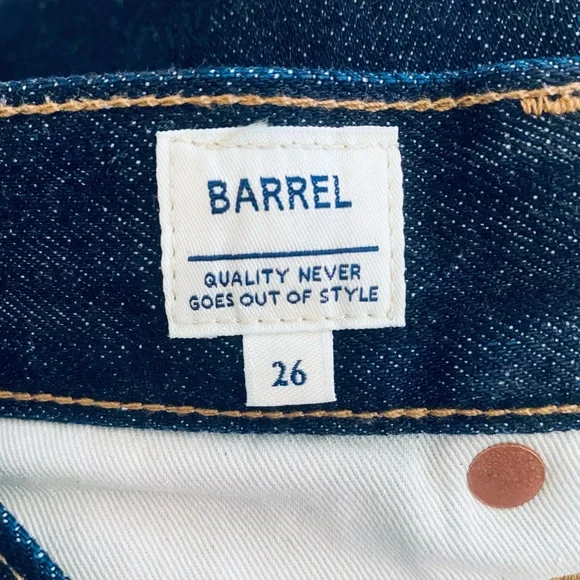 BARREL
QUALITY NEVER
GOES OUT OF STYLE
26